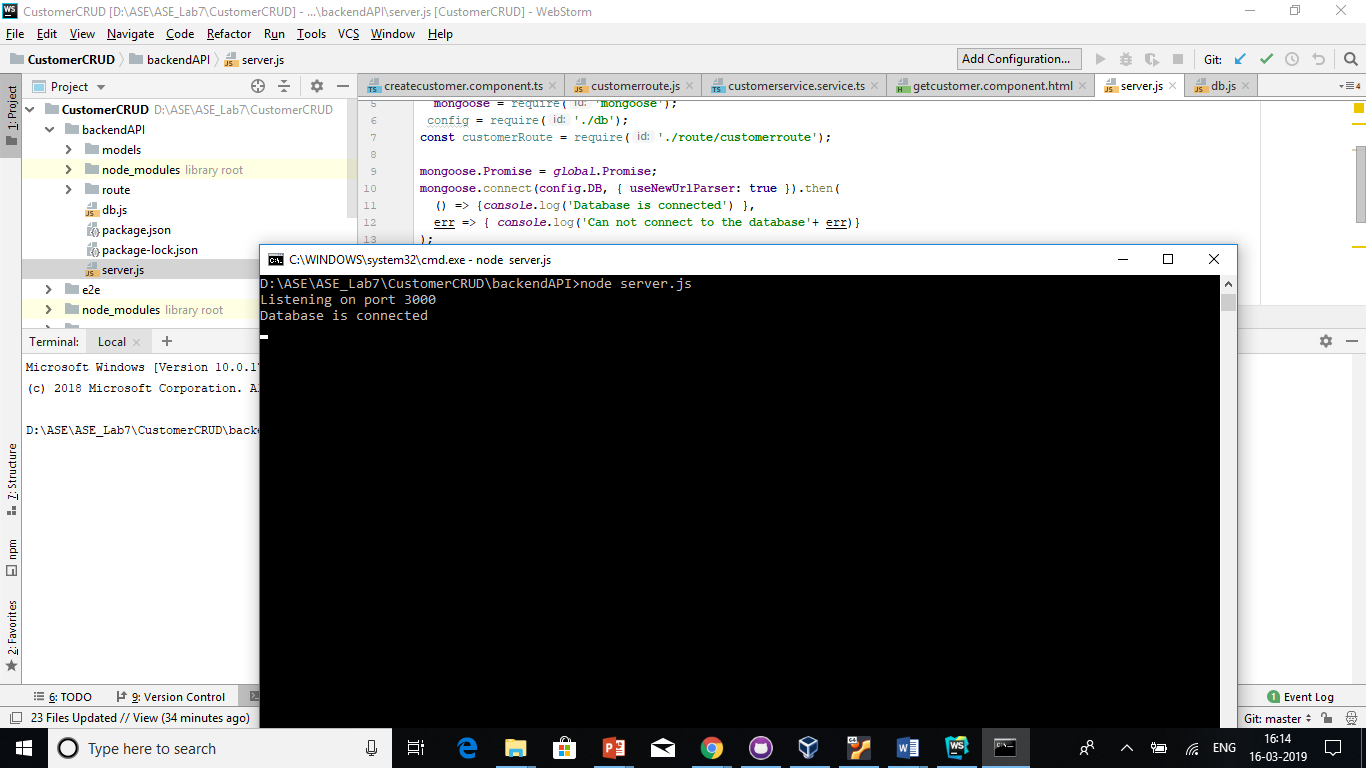 WS CustomerCRUD [D:\ASE\ASE_Lab7\CustomerCRUD] - ...\backendAPI\server.js [CustomerCRUD] - WebStorm
File Edit View Navigate Code Refactor Run Tools VCS Window Help
CustomerCRUD backendAPI server.js Add Configuration... Git:
Project createcustomer.component.ts customerroute.js customerservice.service.ts getcustomer.component.html server.js db.js 4
1: Project
7: Structure
npm
2: Favorites
CustomerCRUD D:\ASE\ASE_Lab7\CustomerCRUD
backendAPI
models
node_modules library root
route
db.js
package.json
package-lock.json
server.js
e2e
node_modules library root
5 mongoose = require( id: 'mongoose');
6 config = require( id: './db');
7 const customerRoute = require( id: './route/customerroute');
8
9 mongoose.Promise = global.Promise;
10 mongoose.connect(config.DB, { useNewUrlParser: true }).then(
11 () => {console.log('Database is connected') },
12 err => { console.log('Can not connect to the database'+ err)}
13 );
Terminal: Local +
Microsoft Windows [Version 10.0.17
(c) 2018 Microsoft Corporation.
D:\ASE\ASE_Lab7\CustomerCRUD\backe
C:\WINDOWS\system32\cmd.exe - node server.js
D:\ASE\ASE_Lab7\CustomerCRUD\backendAPI>node server.js
Listening on port 3000
Database is connected
6: TODO 9: Version Control 1 Event Log
23 Files Updated // View (34 minutes ago) Git: master
Type here to search ENG 16:14
16-03-2019